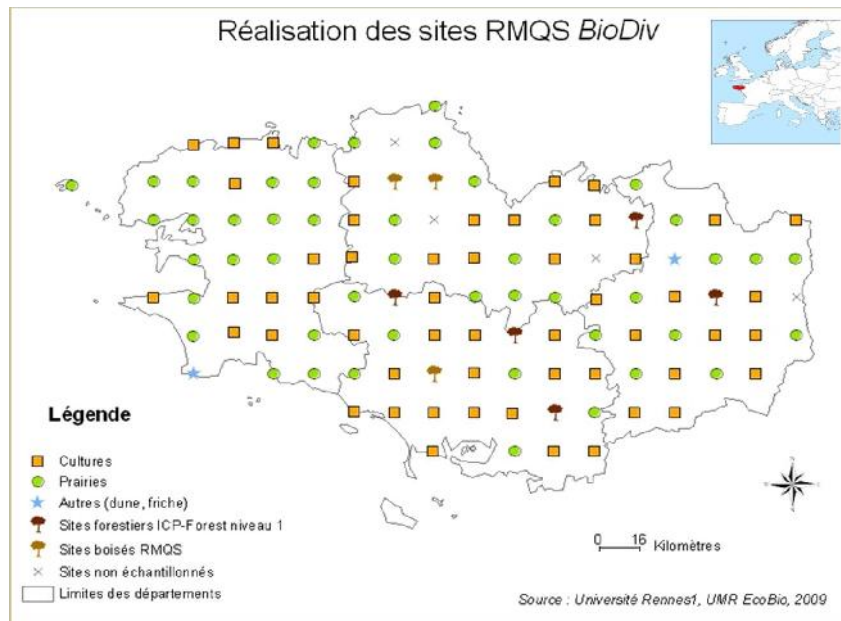 Réalisation des sites RMQS BioDiv
Légende
Cultures
Prairies
Autres (dune, friche)
Sites forestiers ICP-Forest niveau 1
Sites boisés RMQS
Sites non échantillonnés
Limites des départements
0 16 Kilomètres
Source : Université Rennes1, UMR EcoBio, 2009